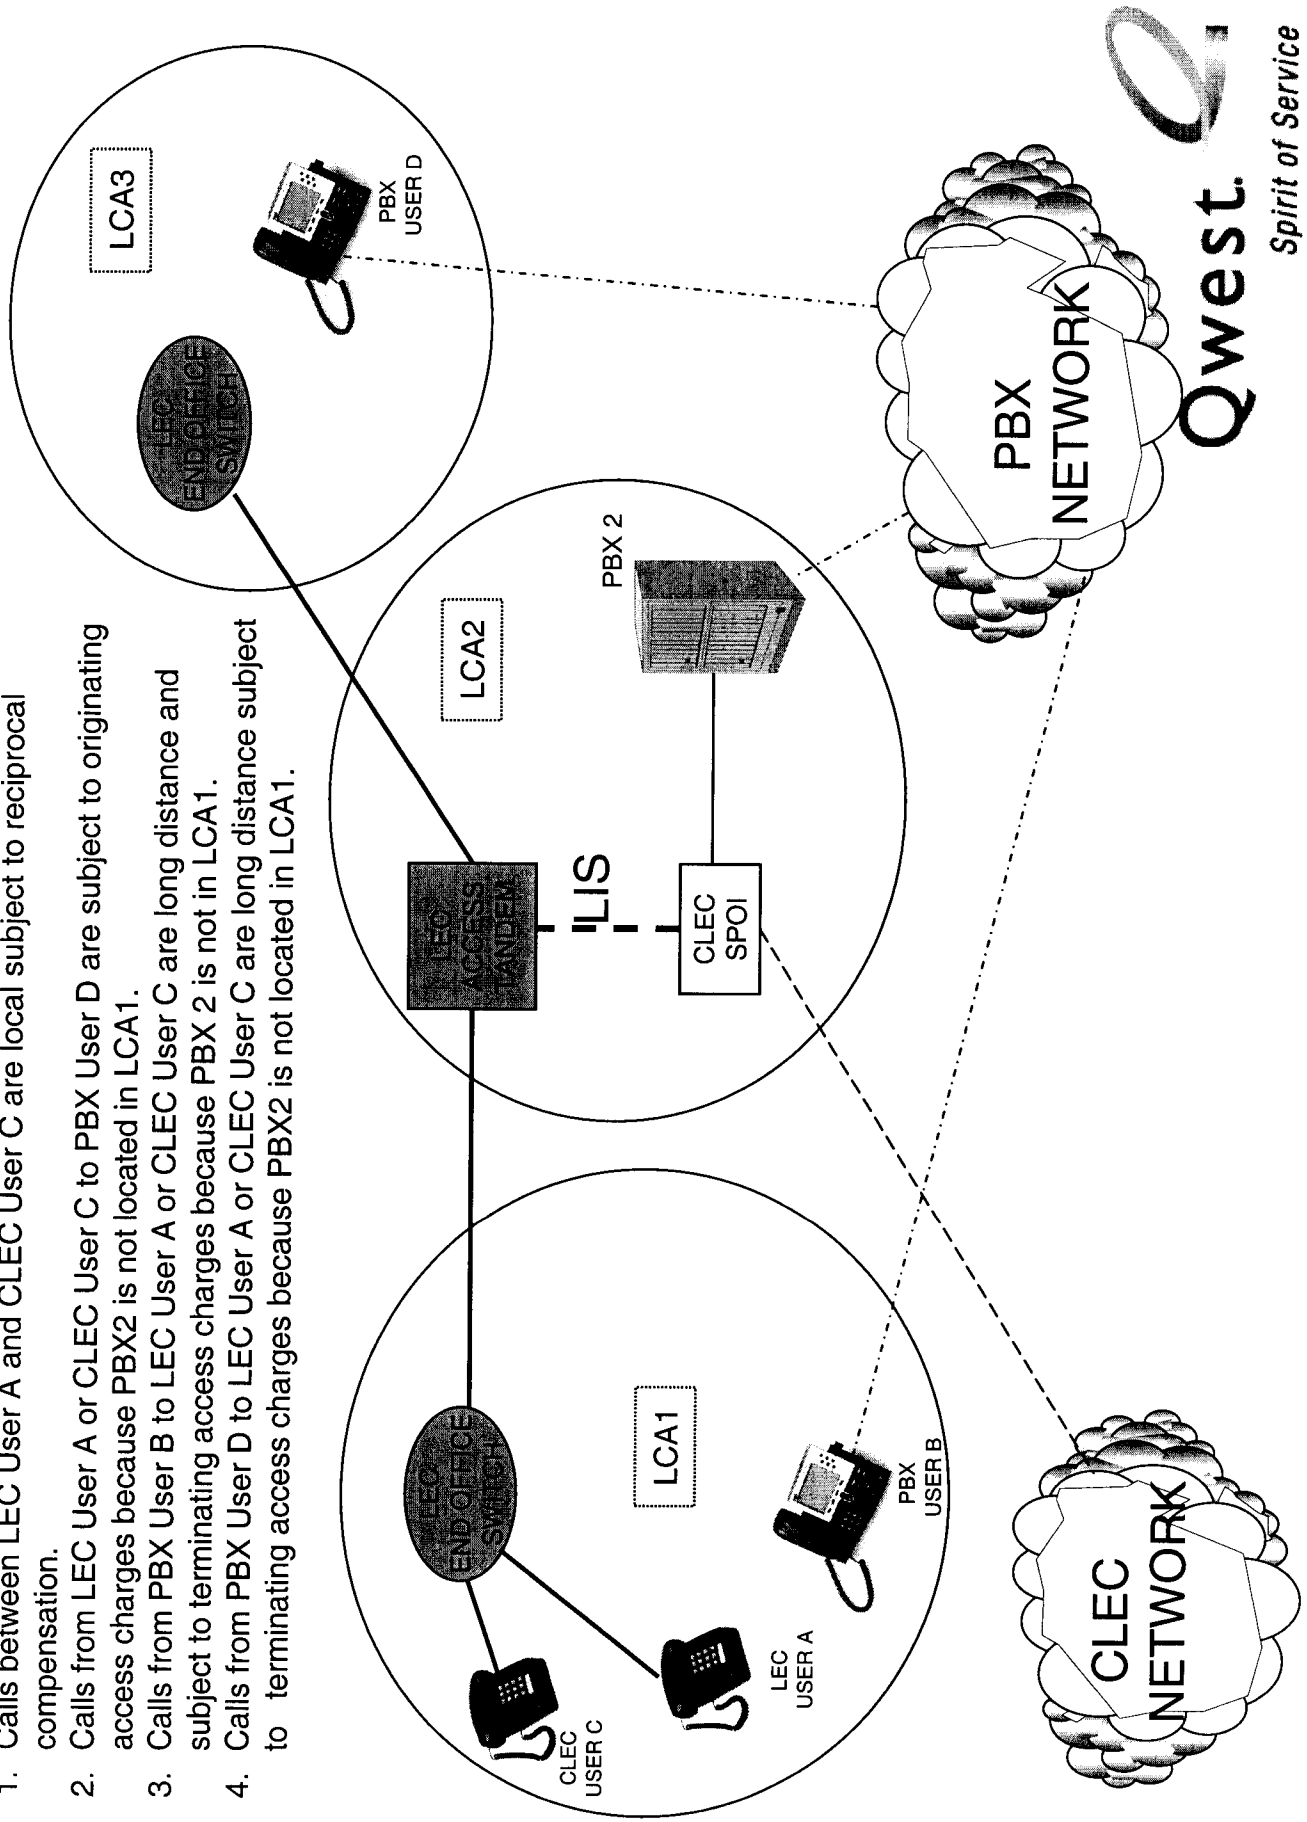 1. Calls between LEC User A and CLEC User C are local subject to reciprocal
compensation.
2. Calls from LEC User A or CLEC User C to PBX User D are subject to originating
access charges because PBX2 is not located in LCA1.
3. Calls from PBX User B to LEC User A or CLEC User C are long distance and
subject to terminating access charges because PBX 2 is not in LCA1.
4. Calls from PBX User D to LEC User A or CLEC User C are long distance subject
to terminating access charges because PBX2 is not located in LCA1.
LCA3
LEC
END OFFICE
SWITCH
PBX
USER D
LCA2
LEC
ACCESS
TANDEM
LIS
CLEC
SPOI
PBX 2
LEC
END OFFICE
SWITCH
LCA1
CLEC
USER C
LEC
USER A
PBX
USER B
CLEC
NETWORK
PBX
NETWORK
Qwest.
Spirit of Service